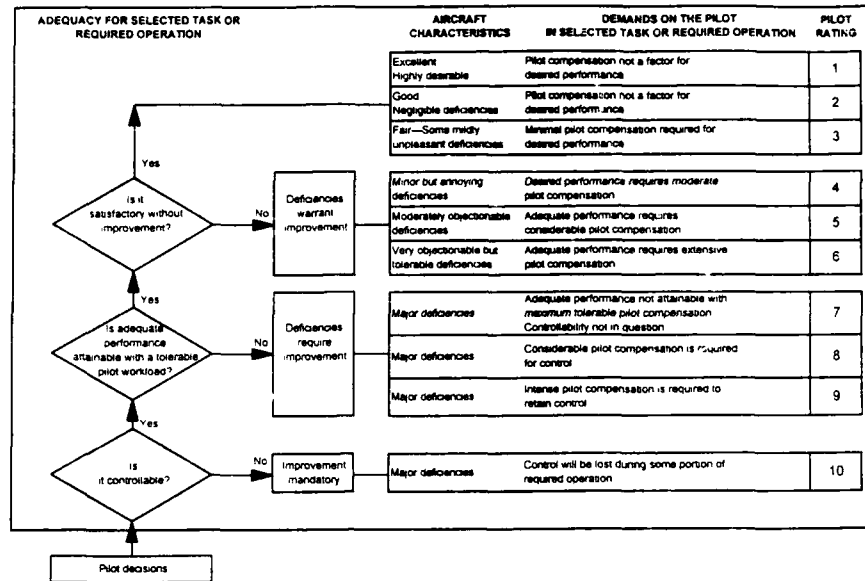 ADEQUACY FOR SELECTED TASK OR
REQUIRED OPERATION
AIRCRAFT
CHARACTERISTICS
DEMANDS ON THE PILOT
IN SELECTED TASK OR REQUIRED OPERATION
PILOT
RATING
Excellent
Highly desirable
Pilot compensation not a factor for
desired performance
1
Good
Negligible deficiencies
Pilot compensation not a factor for
desired performance
2
Fair—Some mildly
unpleasant deficiencies
Minimal pilot compensation required for
desired performance
3
Yes
Is it
satisfactory without
improvement?
No
Deficiencies
warrant
improvement
Minor but annoying
deficiencies
Desired performance requires moderate
pilot compensation
4
Moderately objectionable
deficiencies
Adequate performance requires
considerable pilot compensation
5
Very objectionable but
tolerable deficiencies
Adequate performance requires extensive
pilot compensation
6
Yes
Is adequate
performance
attainable with a tolerable
pilot workload?
No
Deficiencies
require
improvement
Major deficiencies
Adequate performance not attainable with
maximum tolerable pilot compensation
Controllability not in question
7
Major deficiencies
Considerable pilot compensation is required
for control
8
Major deficiencies
Intense pilot compensation is required to
retain control
9
Yes
Is
it controllable?
No
Improvement
mandatory
Major deficiencies
Control will be lost during some portion of
required operation
10
Pilot decisions